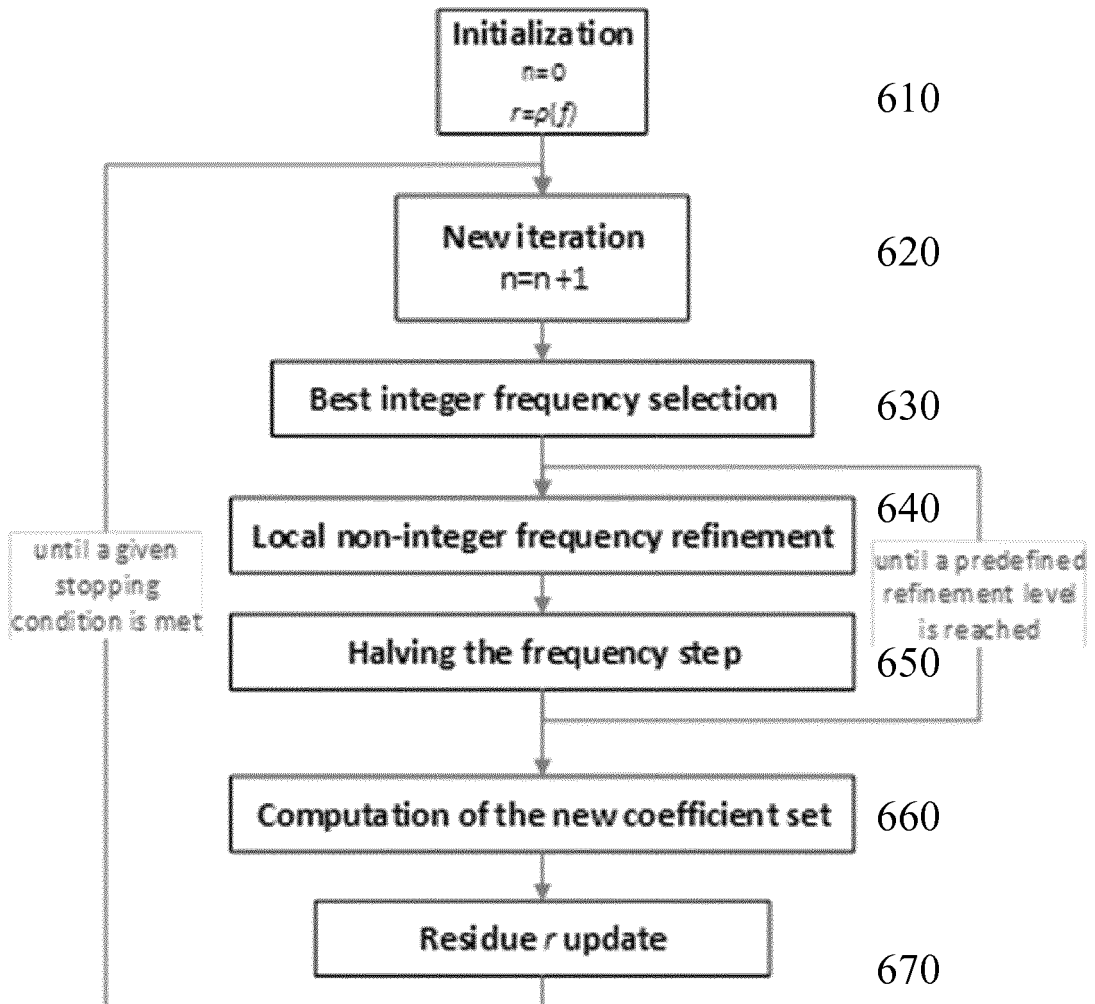 Initialization
n=0
r=ρ(f)
610
New iteration
n=n+1
620
Best integer frequency selection
630
Local non-integer frequency refinement
640
until a given
stopping
condition is met
until a predefined
refinement level
is reached
Halving the frequency step
650
Computation of the new coefficient set
660
Residue r update
670